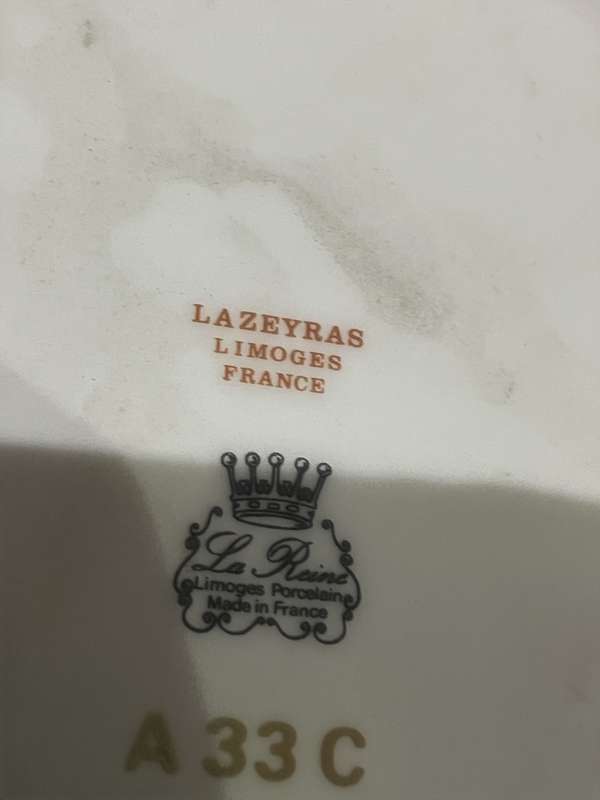 LAZEYRAS
LIMOGES
FRANCE
La Reine
Limoges Porcelain
Made in France
A 33 C